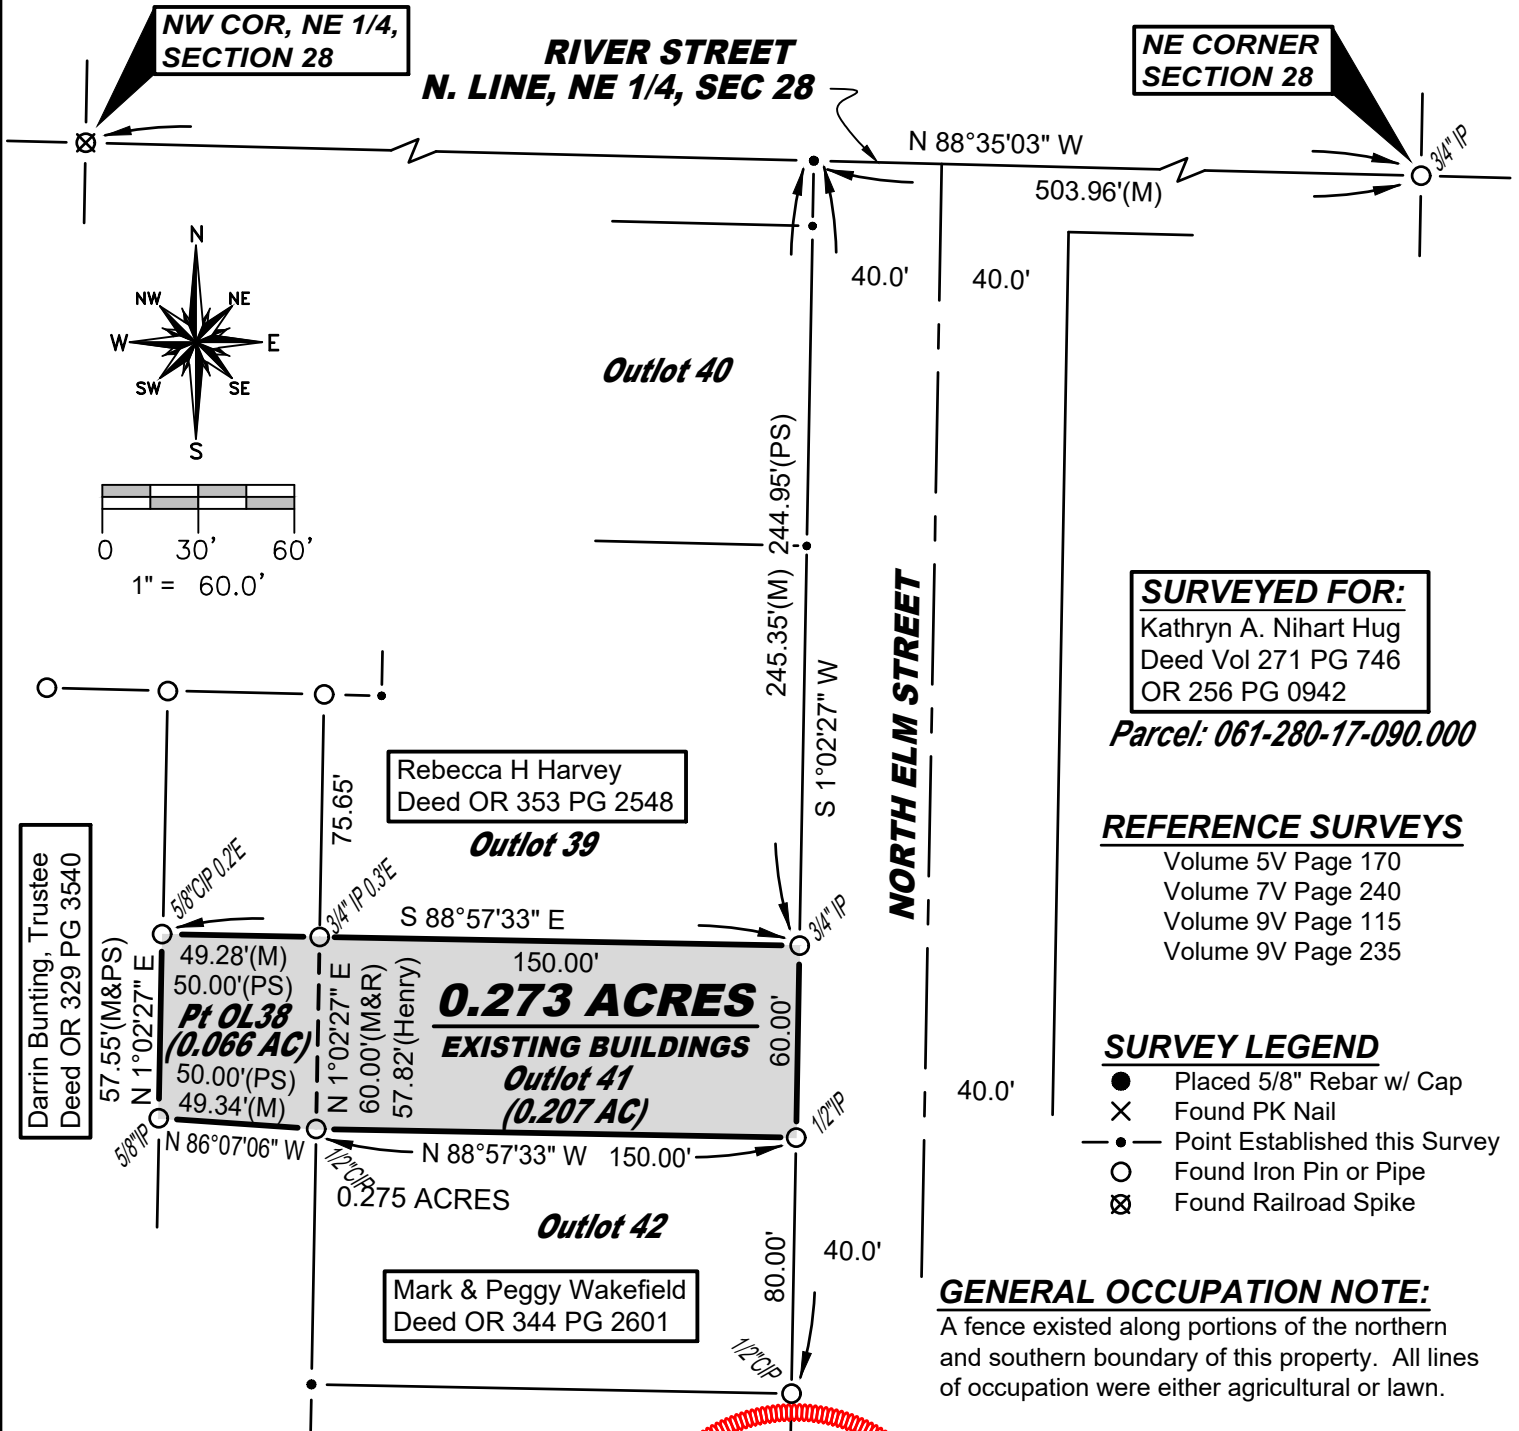 NW COR, NE 1/4,
SECTION 28
RIVER STREET
N. LINE, NE 1/4, SEC 28
NE CORNER
SECTION 28
N 88°35'03" W
503.96'(M)
3/4" IP
40.0'
40.0'
N
NW
NE
W
E
SW
SE
S
0 30' 60'
1" = 60.0'
Outlot 40
245.35'(M) 244.95'(PS)
S 1°02'27" W
NORTH ELM STREET
SURVEYED FOR:
Kathryn A. Nihart Hug
Deed Vol 271 PG 746
OR 256 PG 0942
Parcel: 061-280-17-090.000
REFERENCE SURVEYS
Volume 5V Page 170
Volume 7V Page 240
Volume 9V Page 115
Volume 9V Page 235
75.65'
Rebecca H Harvey
Deed OR 353 PG 2548
Outlot 39
Darrin Bunting, Trustee
Deed OR 329 PG 3540
5/8"CIP 0.2'E
3/4" IP 0.3'E
S 88°57'33" E
3/4" IP
57.55'(M&PS)
N 1°02'27" E
49.28'(M)
50.00'(PS)
Pt OL38
(0.066 AC)
50.00'(PS)
49.34'(M)
N 1°02'27" E
60.00'(M&R)
57.82'(Henry)
150.00'
0.273 ACRES
EXISTING BUILDINGS
Outlot 41
(0.207 AC)
60.00'
1/2"IP
5/8"IP
N 86°07'06" W
1/2"CIP
N 88°57'33" W 150.00'
0.275 ACRES
Outlot 42
40.0'
Mark & Peggy Wakefield
Deed OR 344 PG 2601
80.00'
40.0'
1/2"CIP
SURVEY LEGEND
Placed 5/8" Rebar w/ Cap
Found PK Nail
Point Established this Survey
Found Iron Pin or Pipe
Found Railroad Spike
GENERAL OCCUPATION NOTE:
A fence existed along portions of the northern
and southern boundary of this property. All lines
of occupation were either agricultural or lawn.